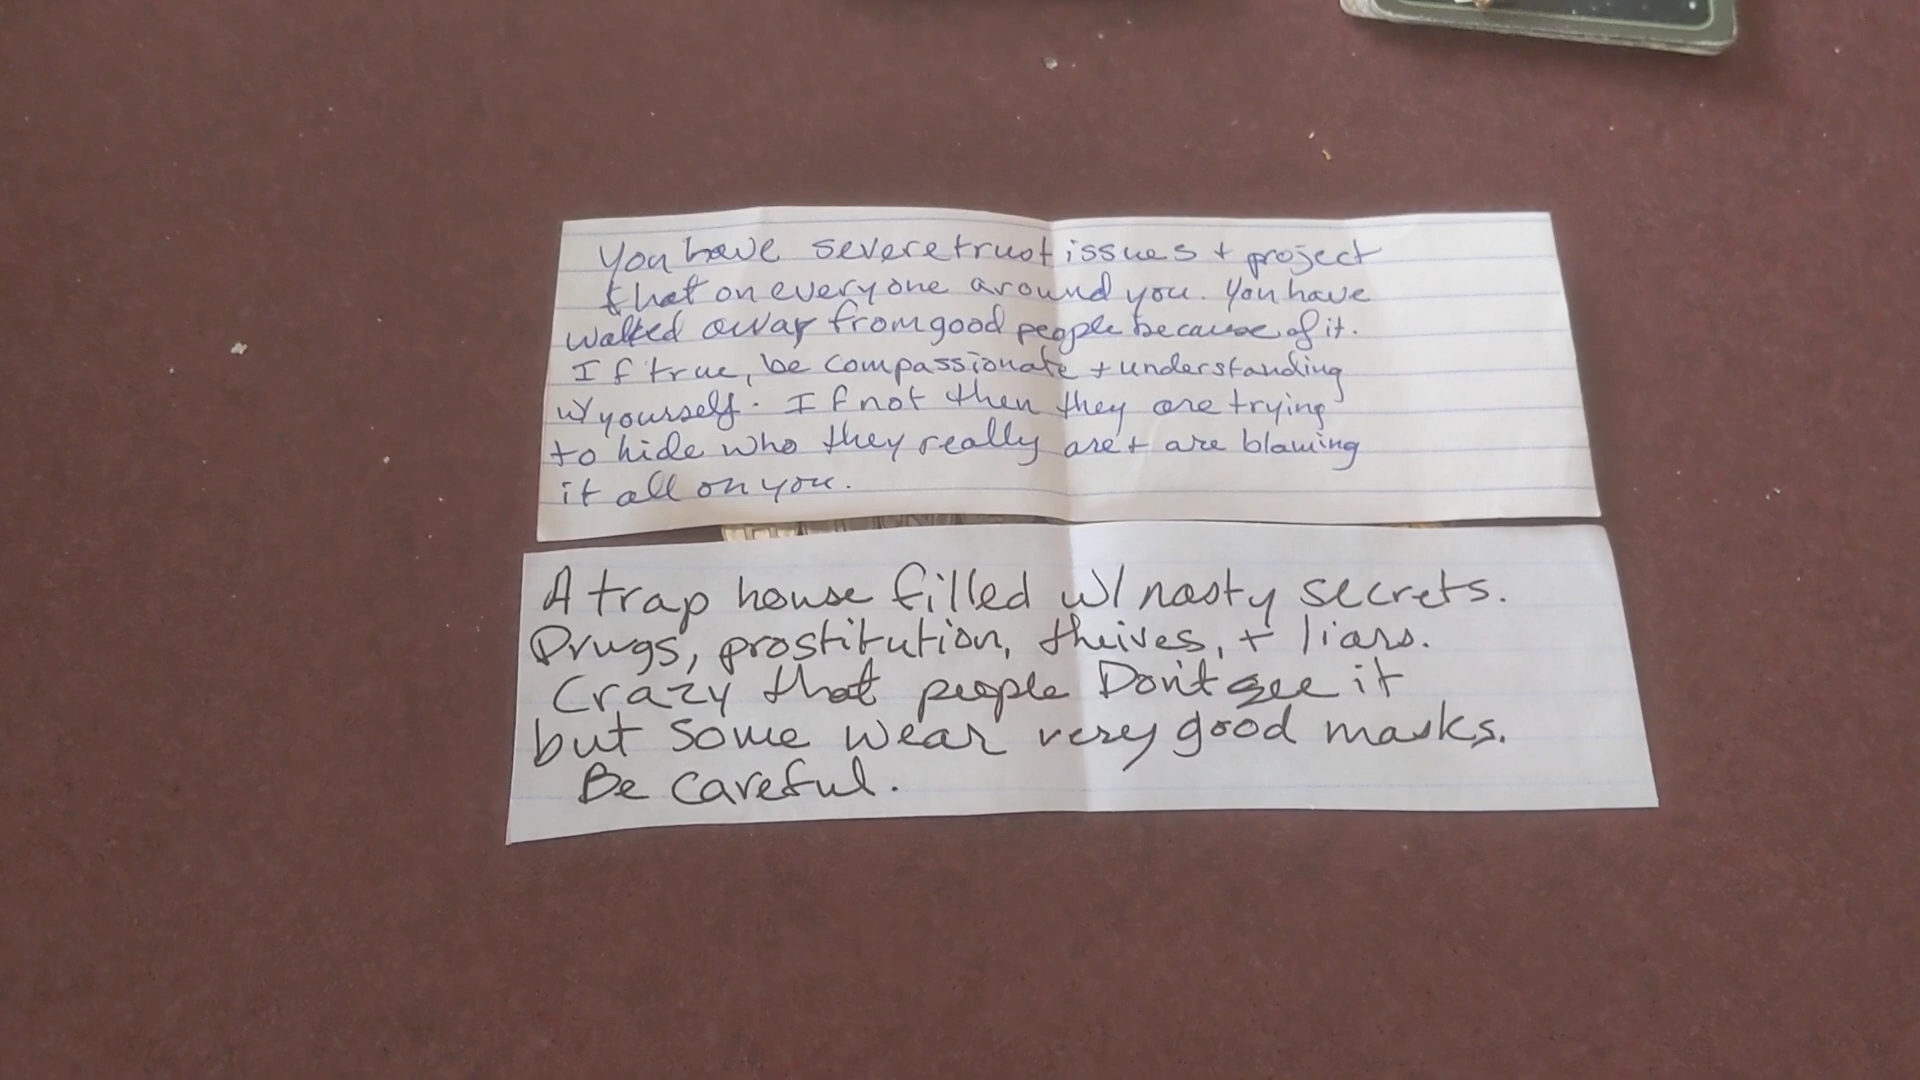 You have severe trust issues + project
that on everyone around you. You have
walked away from good people because of it.
If true, be compassionate + understanding
w/ yourself. If not then they are trying
to hide who they really are + are blaming
it all on you.
A trap house filled w/ nasty secrets.
Drugs, prostitution, theives, + liars.
Crazy that people Don't see it
but some wear very good masks.
Be careful.